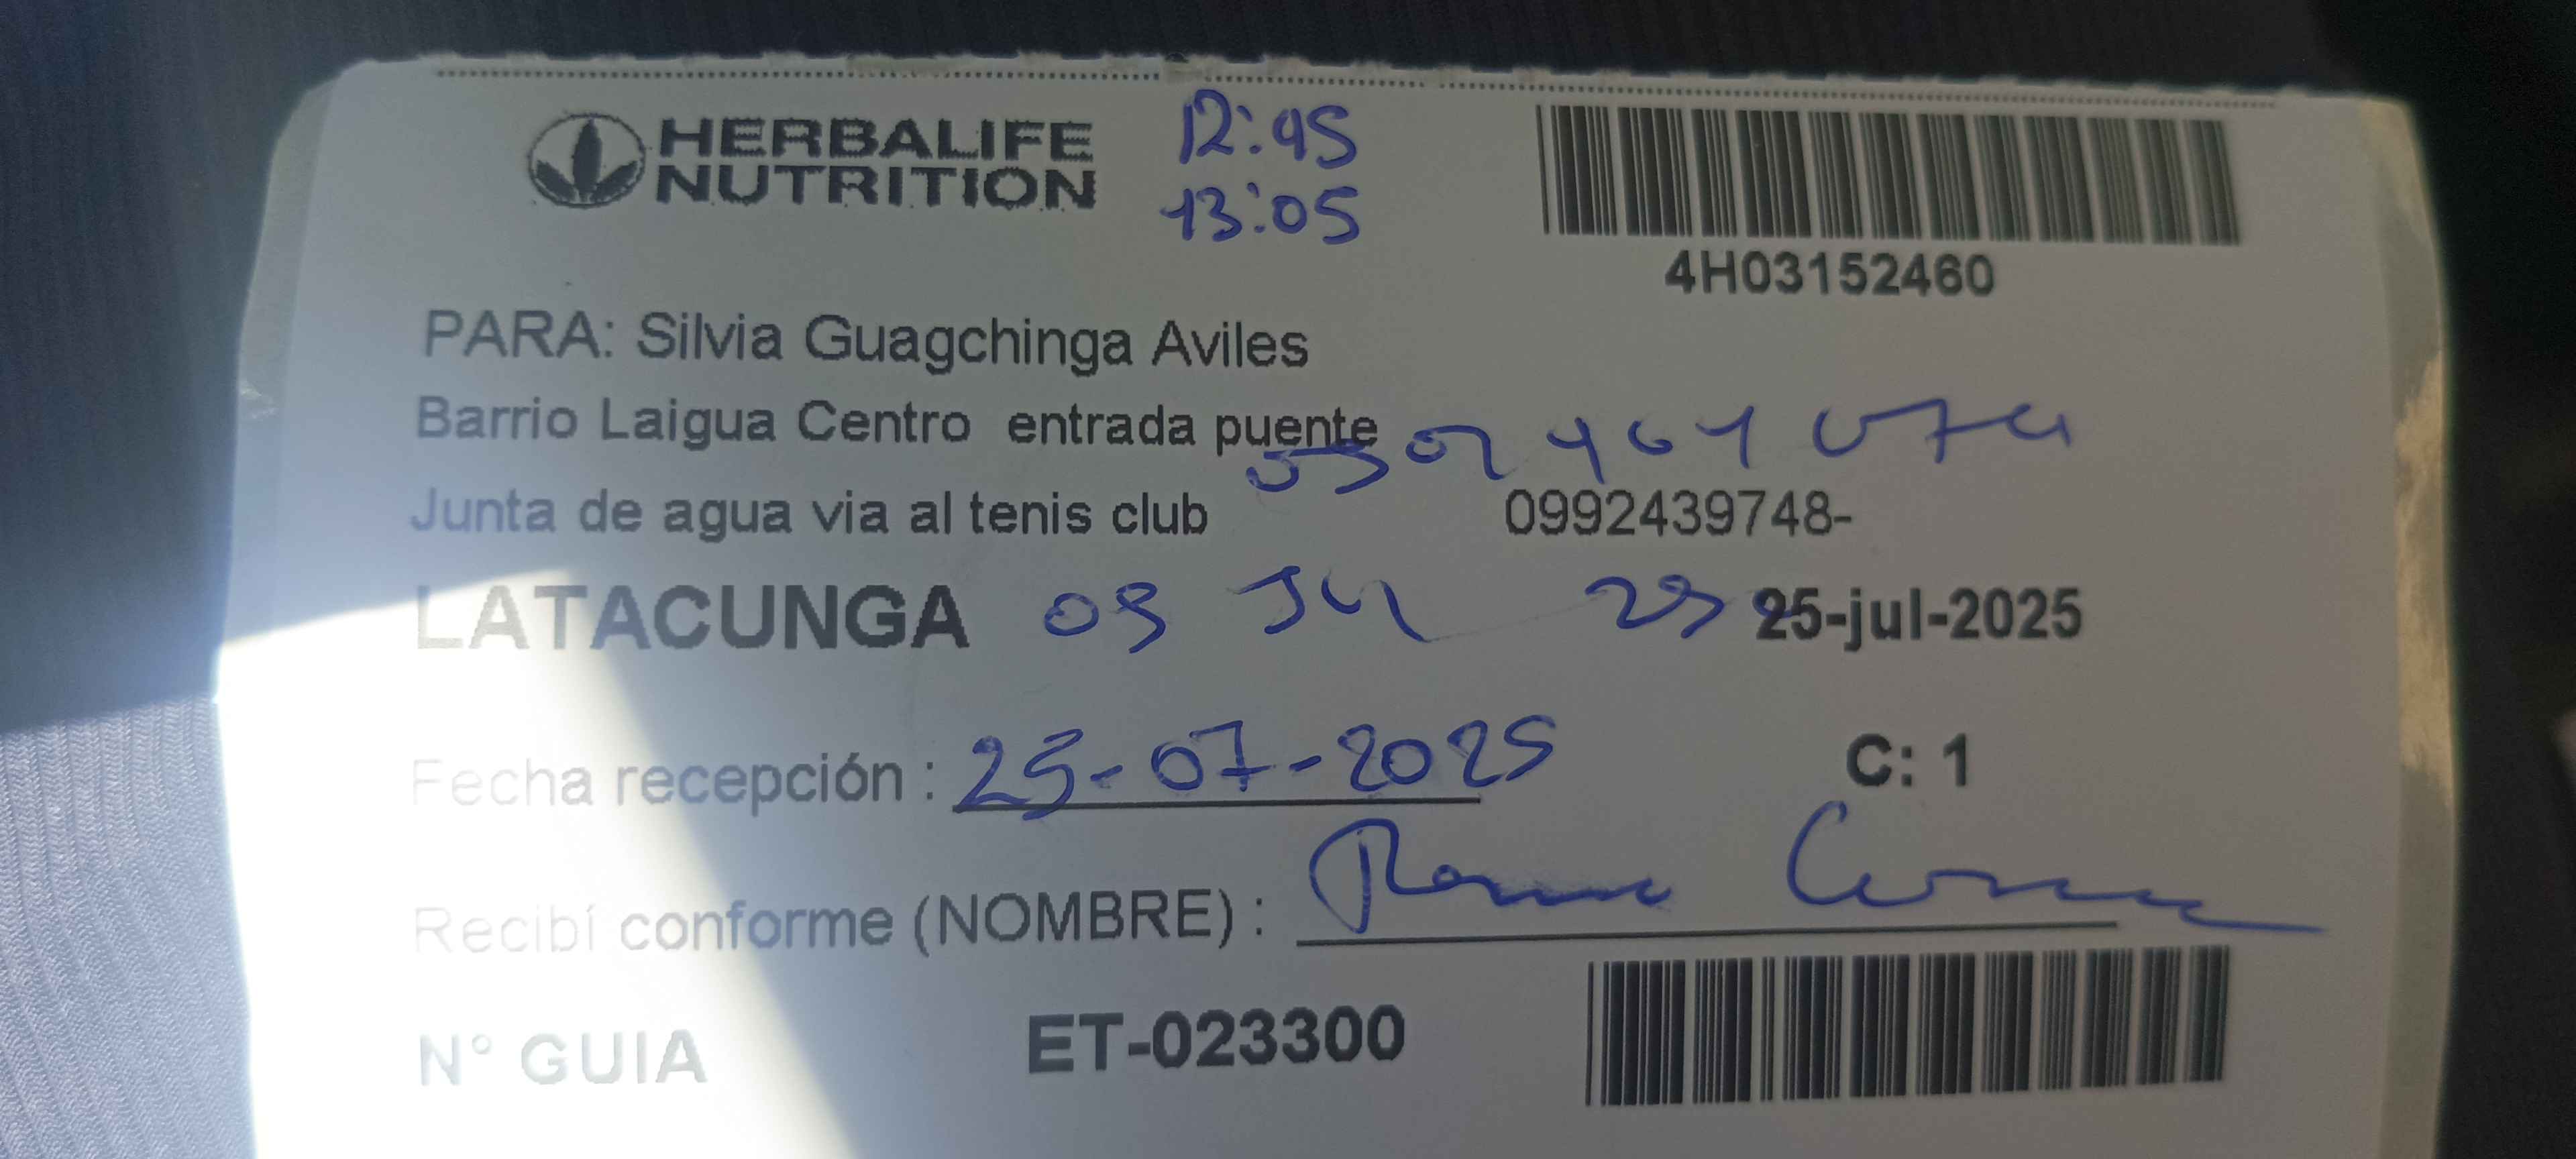 HERBALIFE NUTRITION
12:45
13:05
4H03152460
PARA: Silvia Guagchinga Aviles
Barrio Laigua Centro entrada puente
Junta de agua via al tenis club 0992439748-
LATACUNGA 25-jul-2025
Fecha recepción : 25-07-2025 C: 1
Recibí conforme (NOMBRE) :
N° GUIA ET-023300